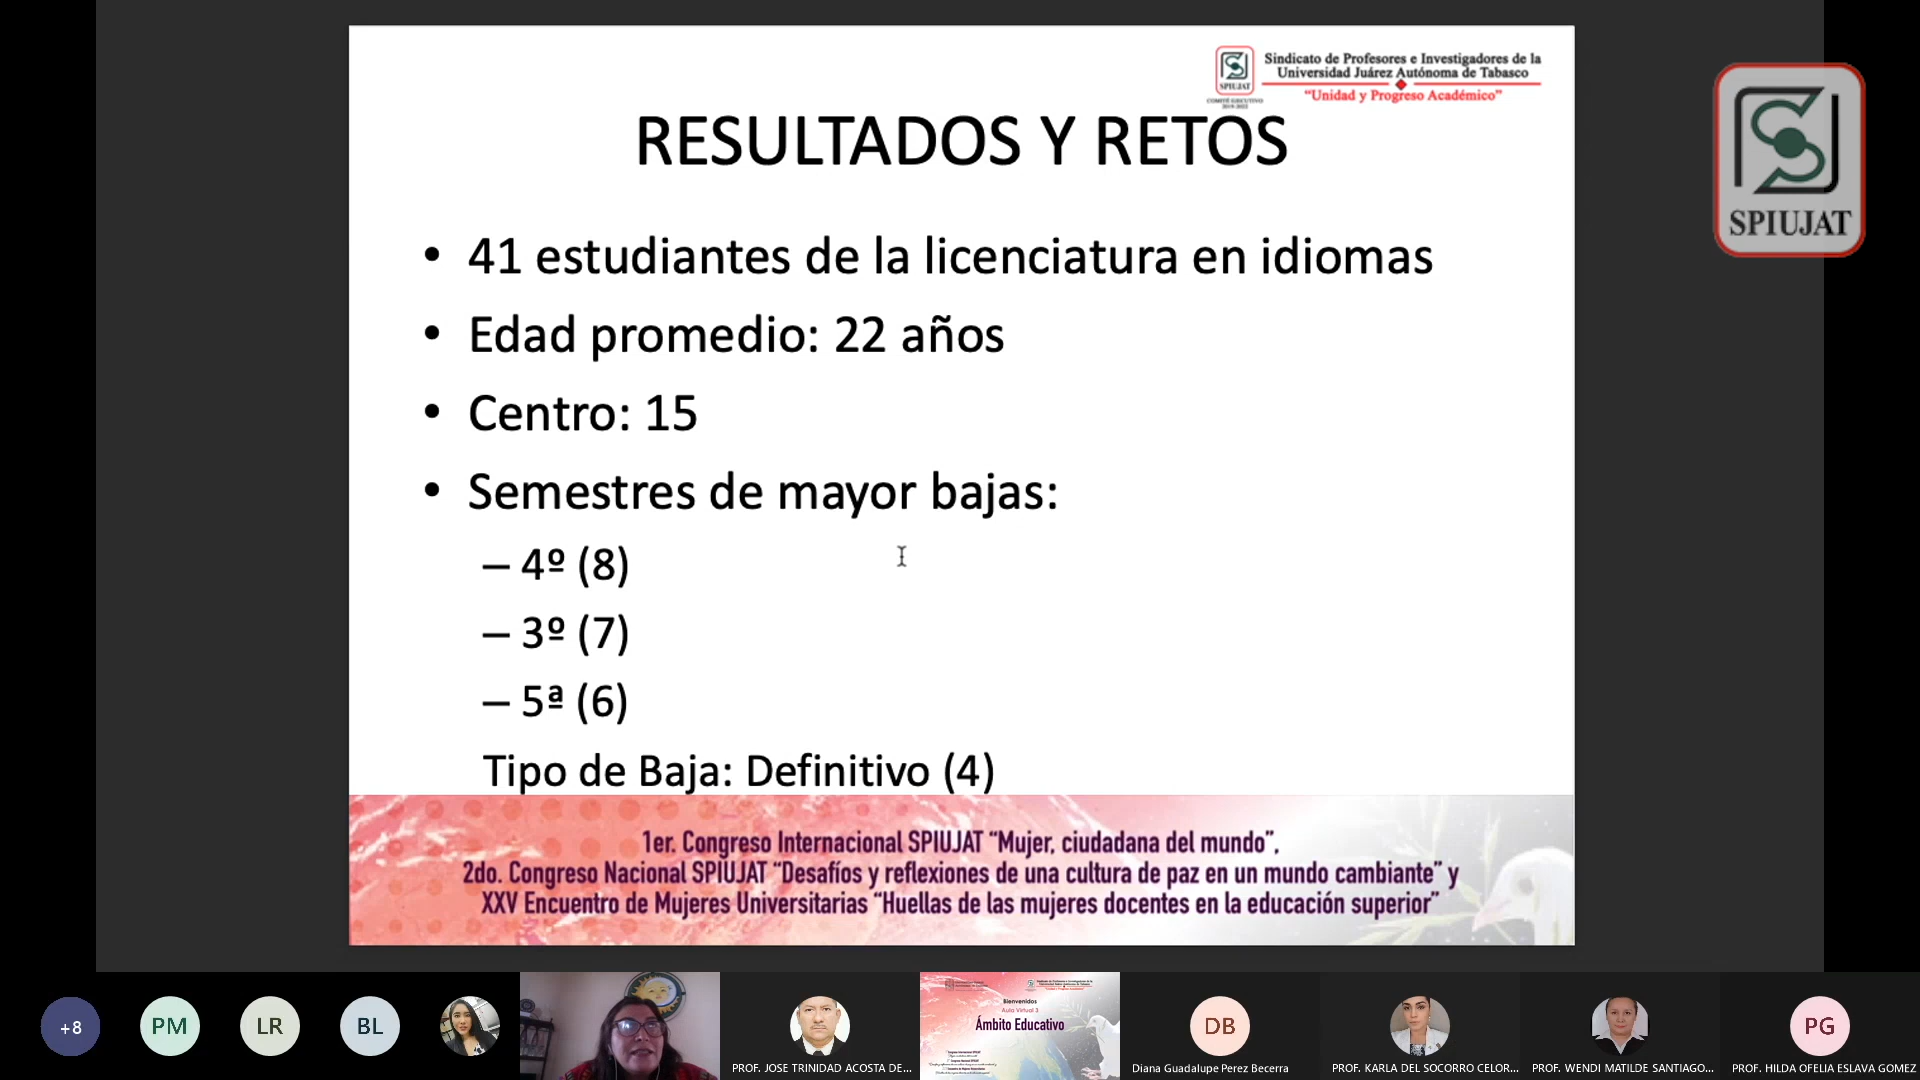 SPIUJAT
COMITÉ EJECUTIVO
2019-2022
Sindicato de Profesores e Investigadores de la
Universidad Juárez Autónoma de Tabasco
“Unidad y Progreso Académico”
SPIUJAT
RESULTADOS Y RETOS
• 41 estudiantes de la licenciatura en idiomas
• Edad promedio: 22 años
• Centro: 15
• Semestres de mayor bajas:
– 4º (8)
– 3º (7)
– 5ª (6)
Tipo de Baja: Definitivo (4)
1er. Congreso Internacional SPIUJAT “Mujer, ciudadana del mundo”,
2do. Congreso Nacional SPIUJAT “Desafíos y reflexiones de una cultura de paz en un mundo cambiante” y
XXV Encuentro de Mujeres Universitarias “Huellas de las mujeres docentes en la educación superior”
+8
PM
LR
BL
PROF. JOSE TRINIDAD ACOSTA DE...
Bienvenidos
Aula Virtual 3
Ámbito Educativo
DB
Diana Guadalupe Perez Becerra
PROF. KARLA DEL SOCORRO CELOR...
PROF. WENDI MATILDE SANTIAGO...
PG
PROF. HILDA OFELIA ESLAVA GOMEZ